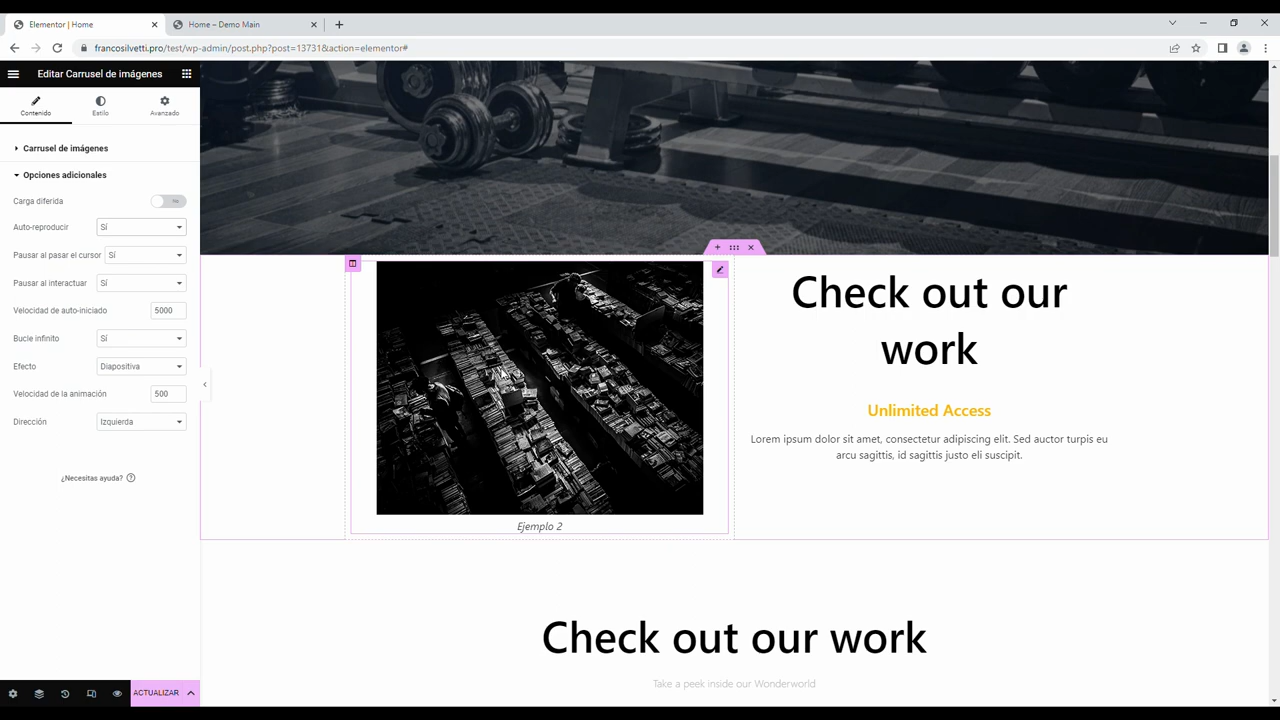 Elementor | Home
Home – Demo Main
francosilvetti.pro/test/wp-admin/post.php?post=13731&action=elementor#
Editar Carrusel de imágenes
Contenido
Estilo
Avanzado
Carrusel de imágenes
Opciones adicionales
Carga diferida
No
Auto-reproducir
Sí
Pausar al pasar el cursor
Sí
Pausar al interactuar
Sí
Velocidad de auto-iniciado
5000
Bucle infinito
Sí
Efecto
Diapositiva
Velocidad de la animación
500
Dirección
Izquierda
¿Necesitas ayuda?
ACTUALIZAR
Ejemplo 2
Check out our
work
Unlimited Access
Lorem ipsum dolor sit amet, consectetur adipiscing elit. Sed auctor turpis eu
arcu sagittis, id sagittis justo eli suscipit.
Check out our work
Take a peek inside our Wonderworld